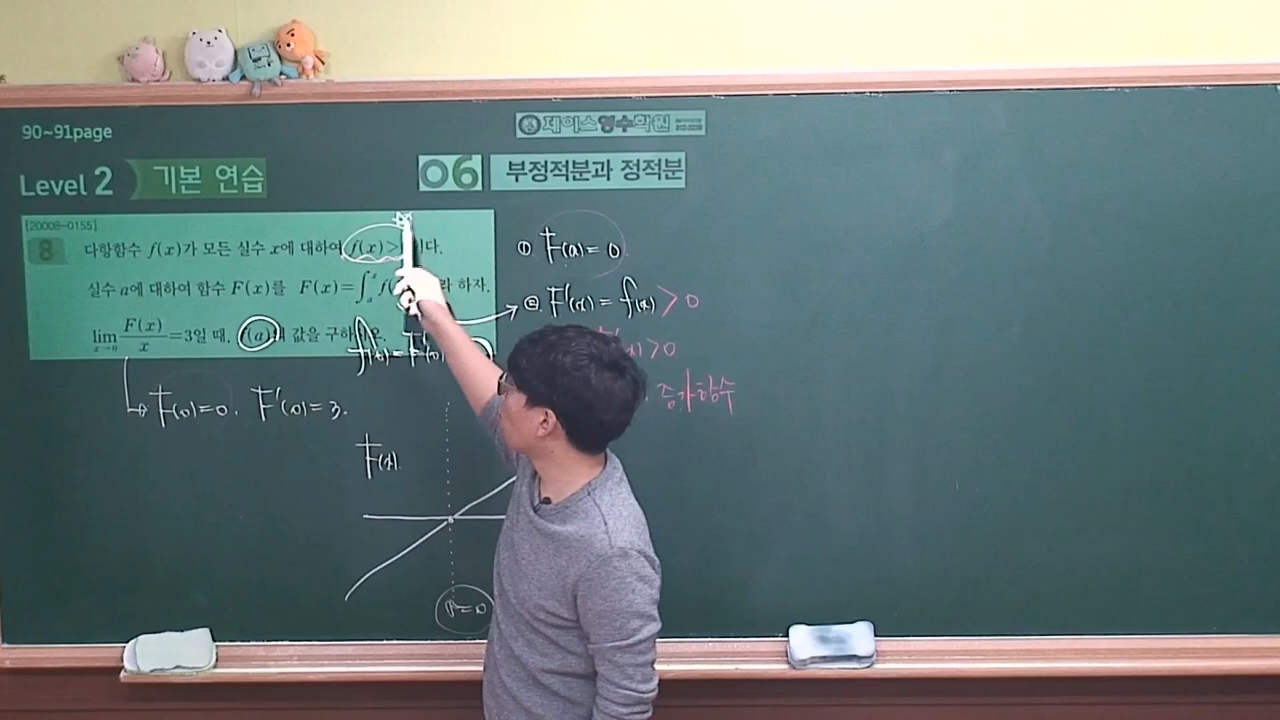 90~91page
제이스영수학원
Level 2 기본 연습
06 부정적분과 정적분
[20008-0155]
8 다항함수 f(x)가 모든 실수 x에 대하여 f(x)> 이다.
실수 a에 대하여 함수 F(x)를 F(x)=∫ₐˣ f 라 하자.
lim x→0 F(x)/x =3일 때, f(a)의 값을 구하 오.
① F(a)=0
② F'(x)=f(x)>0
>0
증가함수
F'(0)
F(0)=0. F'(0)=3.
F(x)